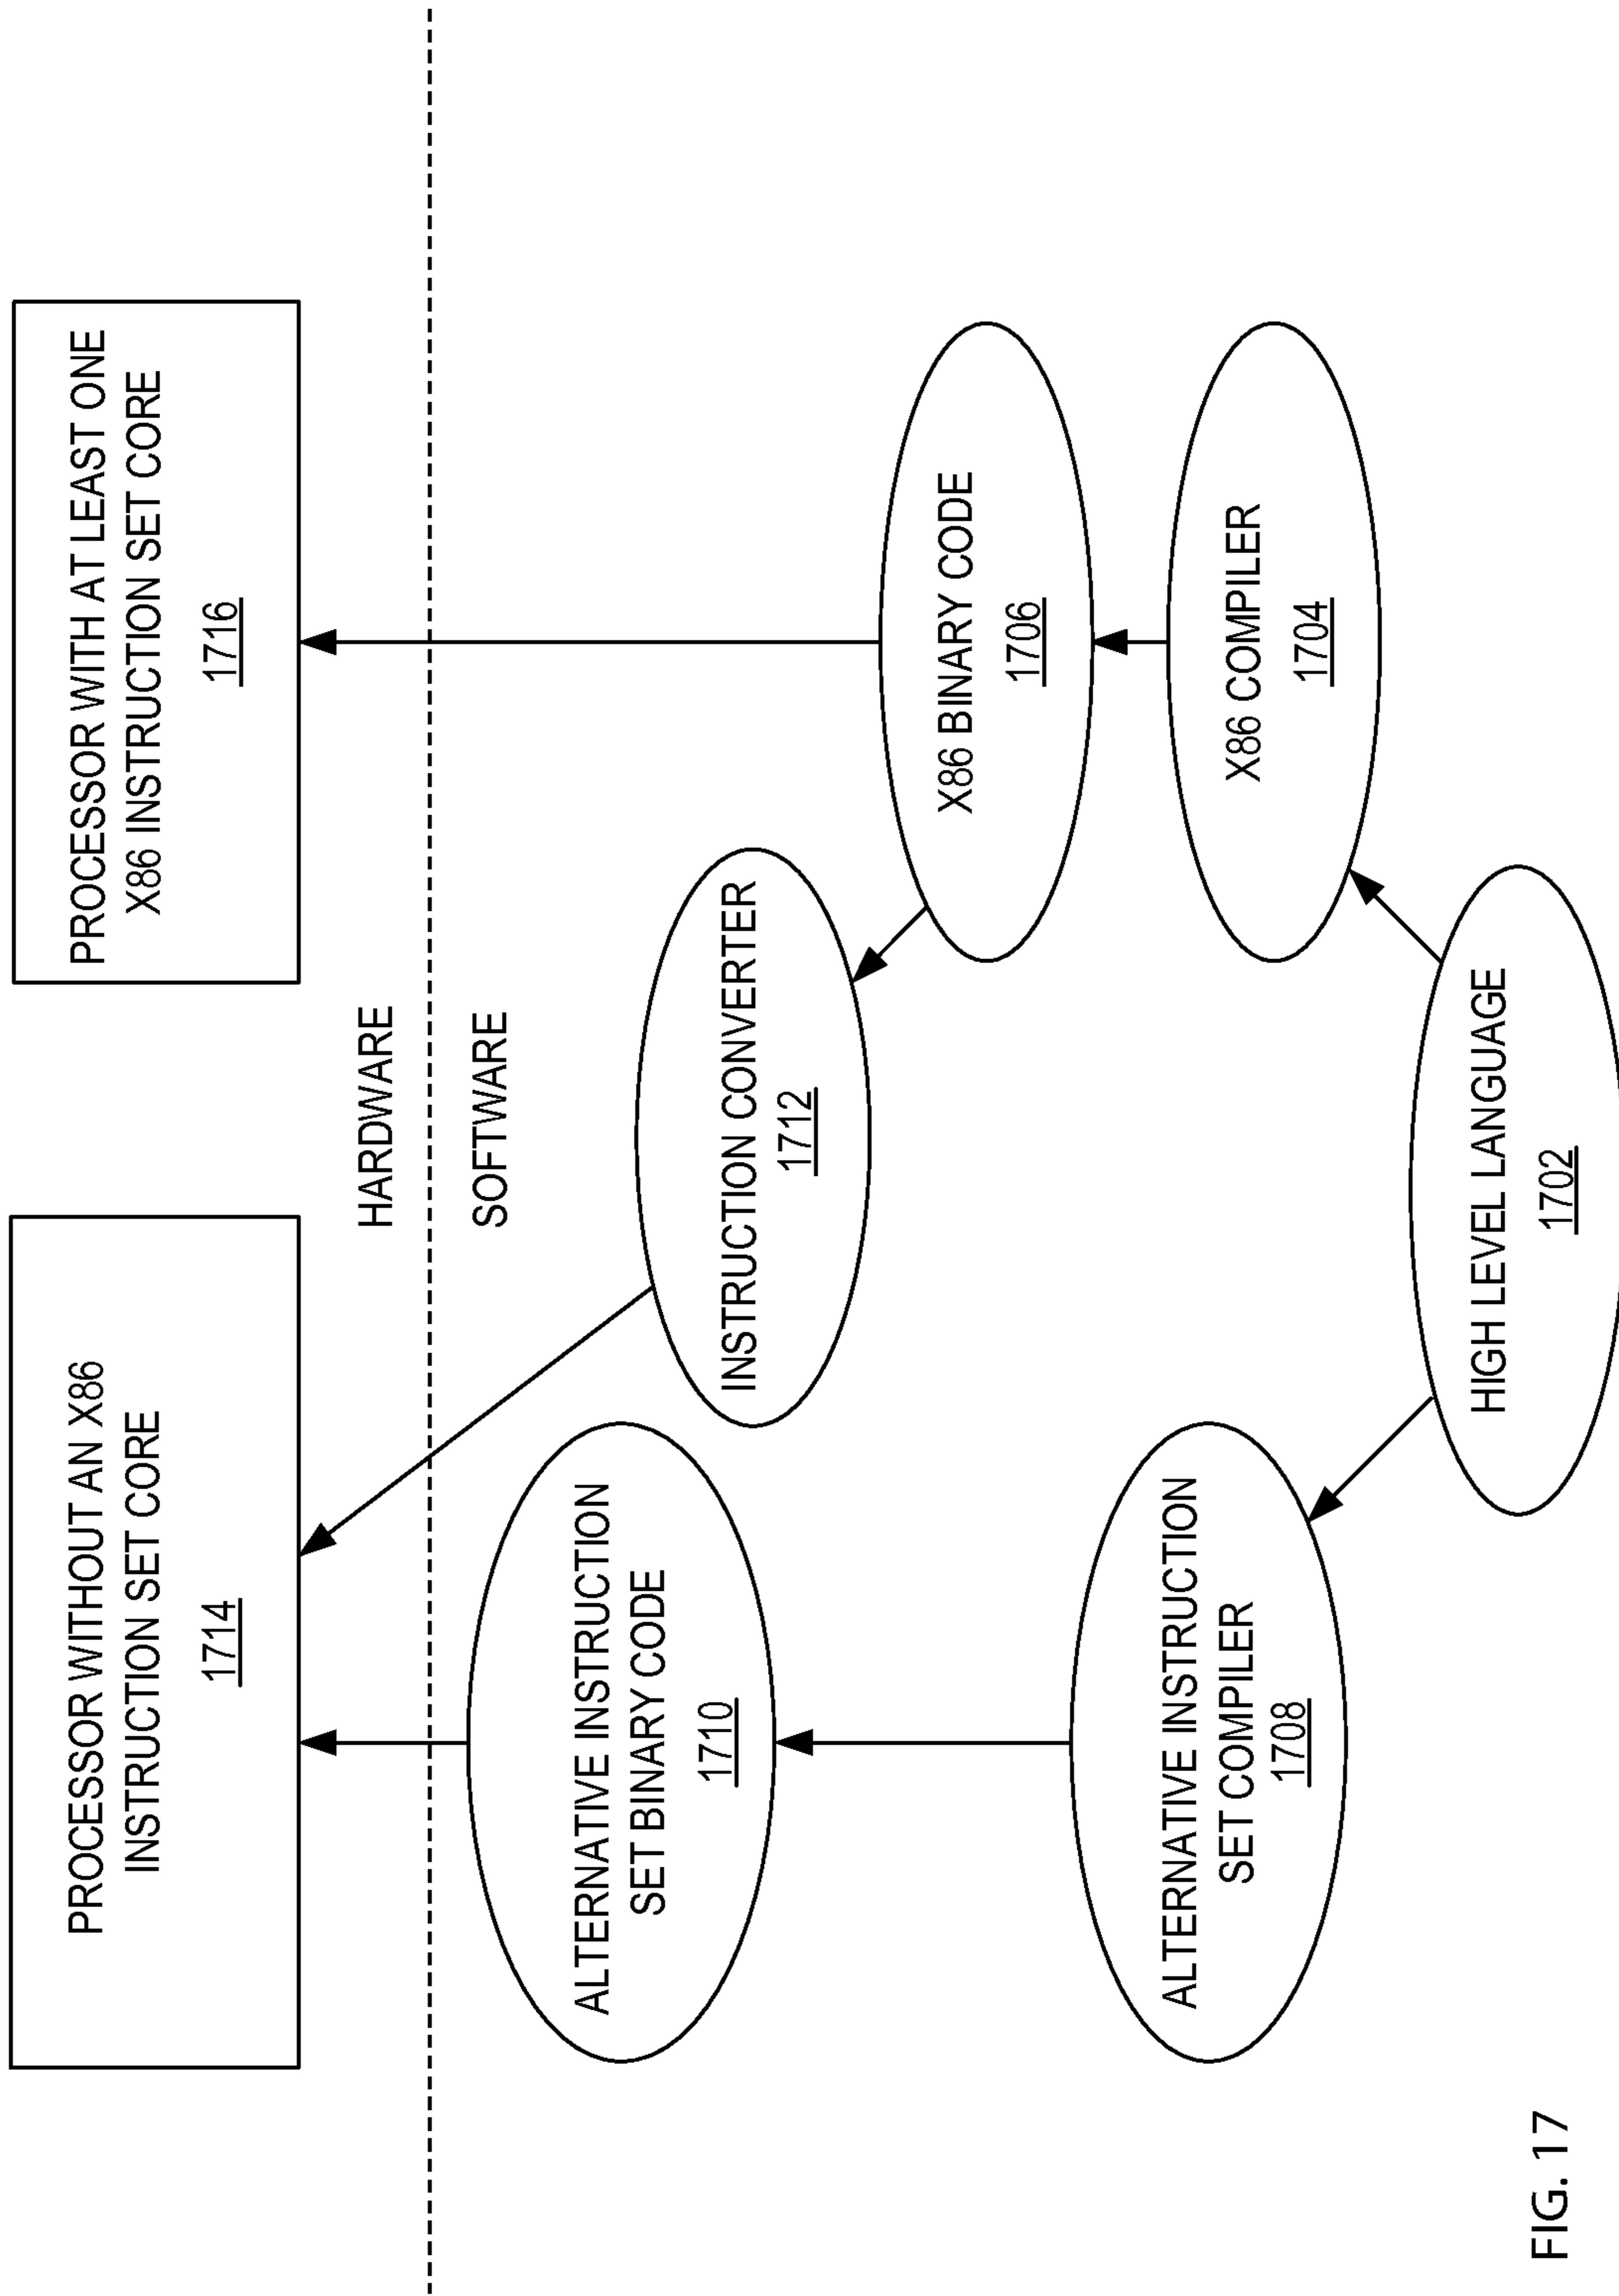 PROCESSOR WITHOUT AN X86
INSTRUCTION SET CORE
1714
PROCESSOR WITH AT LEAST ONE
X86 INSTRUCTION SET CORE
1716
HARDWARE
SOFTWARE
ALTERNATIVE INSTRUCTION
SET BINARY CODE
1710
INSTRUCTION CONVERTER
1712
X86 BINARY CODE
1706
ALTERNATIVE INSTRUCTION
SET COMPILER
1708
X86 COMPILER
1704
HIGH LEVEL LANGUAGE
1702
FIG. 17